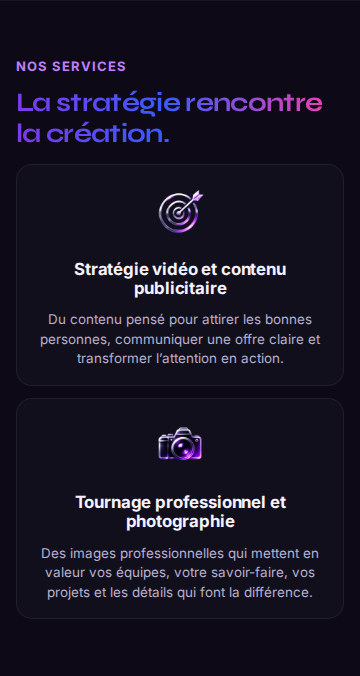 NOS SERVICES
La stratégie rencontre
la création.
Stratégie vidéo et contenu
publicitaire
Du contenu pensé pour attirer les bonnes
personnes, communiquer une offre claire et
transformer l’attention en action.
Tournage professionnel et
photographie
Des images professionnelles qui mettent en
valeur vos équipes, votre savoir-faire, vos
projets et les détails qui font la différence.